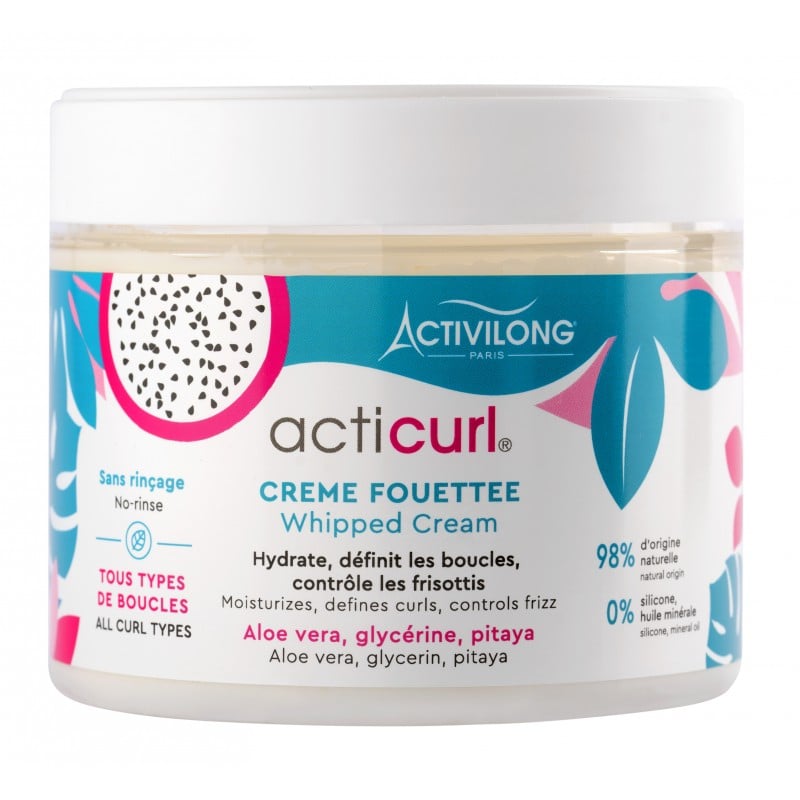 ACTIVILONG®
PARIS
acticurl®
Sans rinçage
No-rinse
TOUS TYPES
DE BOUCLES
ALL CURL TYPES
CREME FOUETTEE
Whipped Cream
Hydrate, définit les boucles,
contrôle les frisottis
Moisturizes, defines curls, controls frizz
Aloe vera, glycérine, pitaya
Aloe vera, glycerin, pitaya
98% d'origine
naturelle
natural origin
0% silicone,
huile minérale
silicone, mineral oil